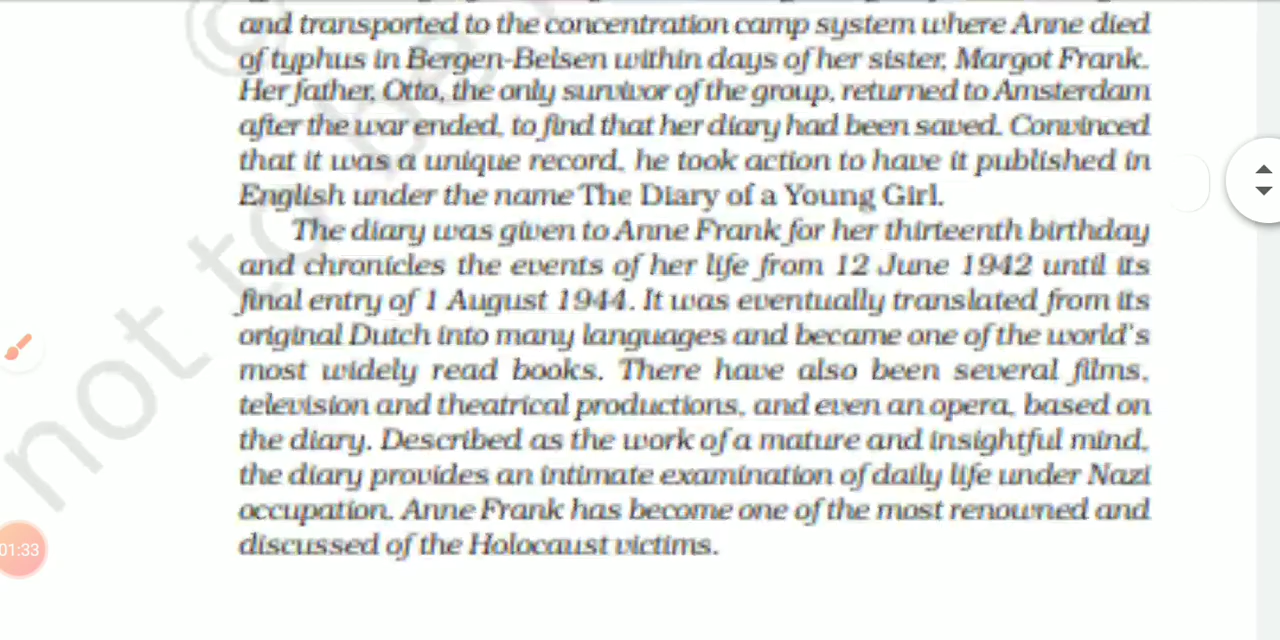 and transported to the concentration camp system where Anne died
of typhus in Bergen-Belsen within days of her sister, Margot Frank.
Her father, Otto, the only survivor of the group, returned to Amsterdam
after the war ended, to find that her diary had been saved. Convinced
that it was a unique record, he took action to have it published in
English under the name The Diary of a Young Girl.
The diary was given to Anne Frank for her thirteenth birthday
and chronicles the events of her life from 12 June 1942 until its
final entry of 1 August 1944. It was eventually translated from its
original Dutch into many languages and became one of the world's
most widely read books. There have also been several films,
television and theatrical productions, and even an opera, based on
the diary. Described as the work of a mature and insightful mind,
the diary provides an intimate examination of daily life under Nazi
occupation. Anne Frank has become one of the most renowned and
discussed of the Holocaust victims.
©
not to be
01:33